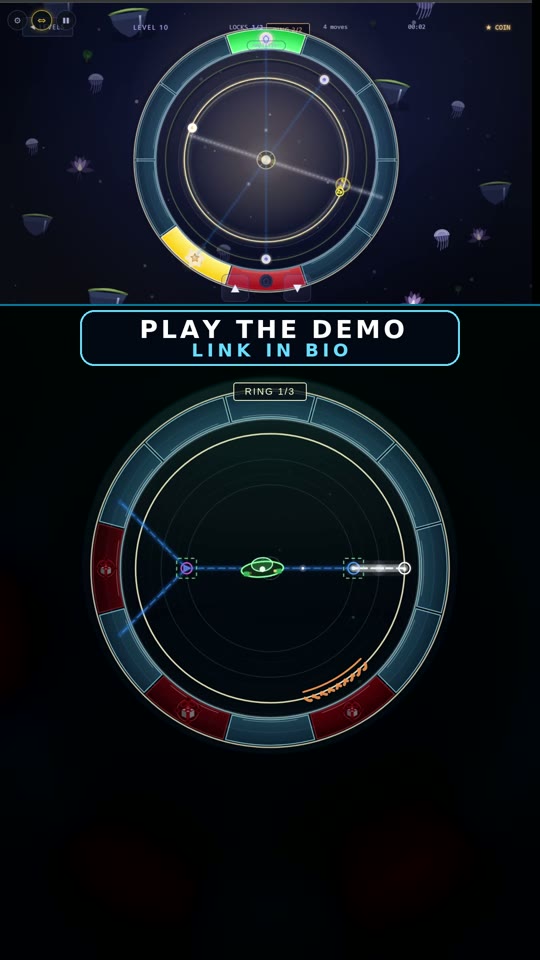 LEVEL 10
4 moves
00:02
★ COIN
PLAY THE DEMO
LINK IN BIO
RING 1/3